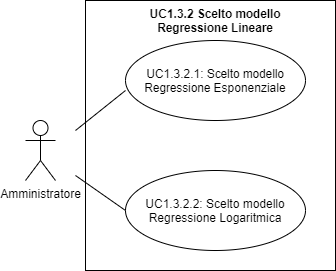 UC1.3.2 Scelto modello
Regressione Lineare
UC1.3.2.1: Scelto modello
Regressione Esponenziale
Amministratore
UC1.3.2.2: Scelto modello
Regressione Logaritmica